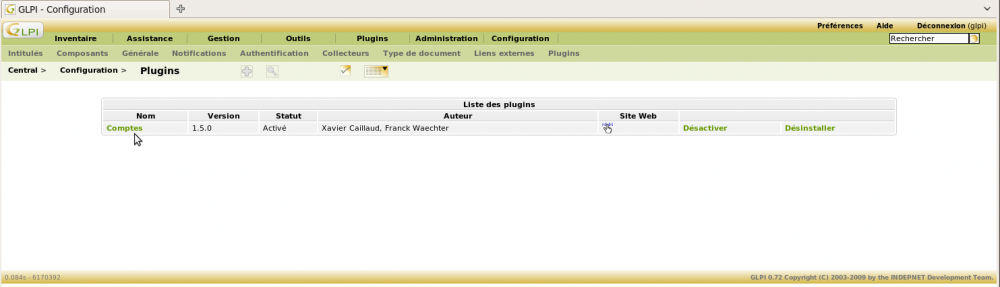 GLPI - Configuration
GLPI
Préférences Aide Déconnexion (glpi)
Inventaire Assistance Gestion Outils Plugins Administration Configuration Rechercher
Intitulés Composants Générale Notifications Authentification Collecteurs Type de document Liens externes Plugins
Central > Configuration > Plugins
Liste des plugins
Nom Version Statut Auteur Site Web
Comptes 1.5.0 Activé Xavier Caillaud, Franck Waechter Désactiver Désinstaller
0.084s - 6170392 GLPI 0.72 Copyright (C) 2003-2009 by the INDEPNET Development Team.